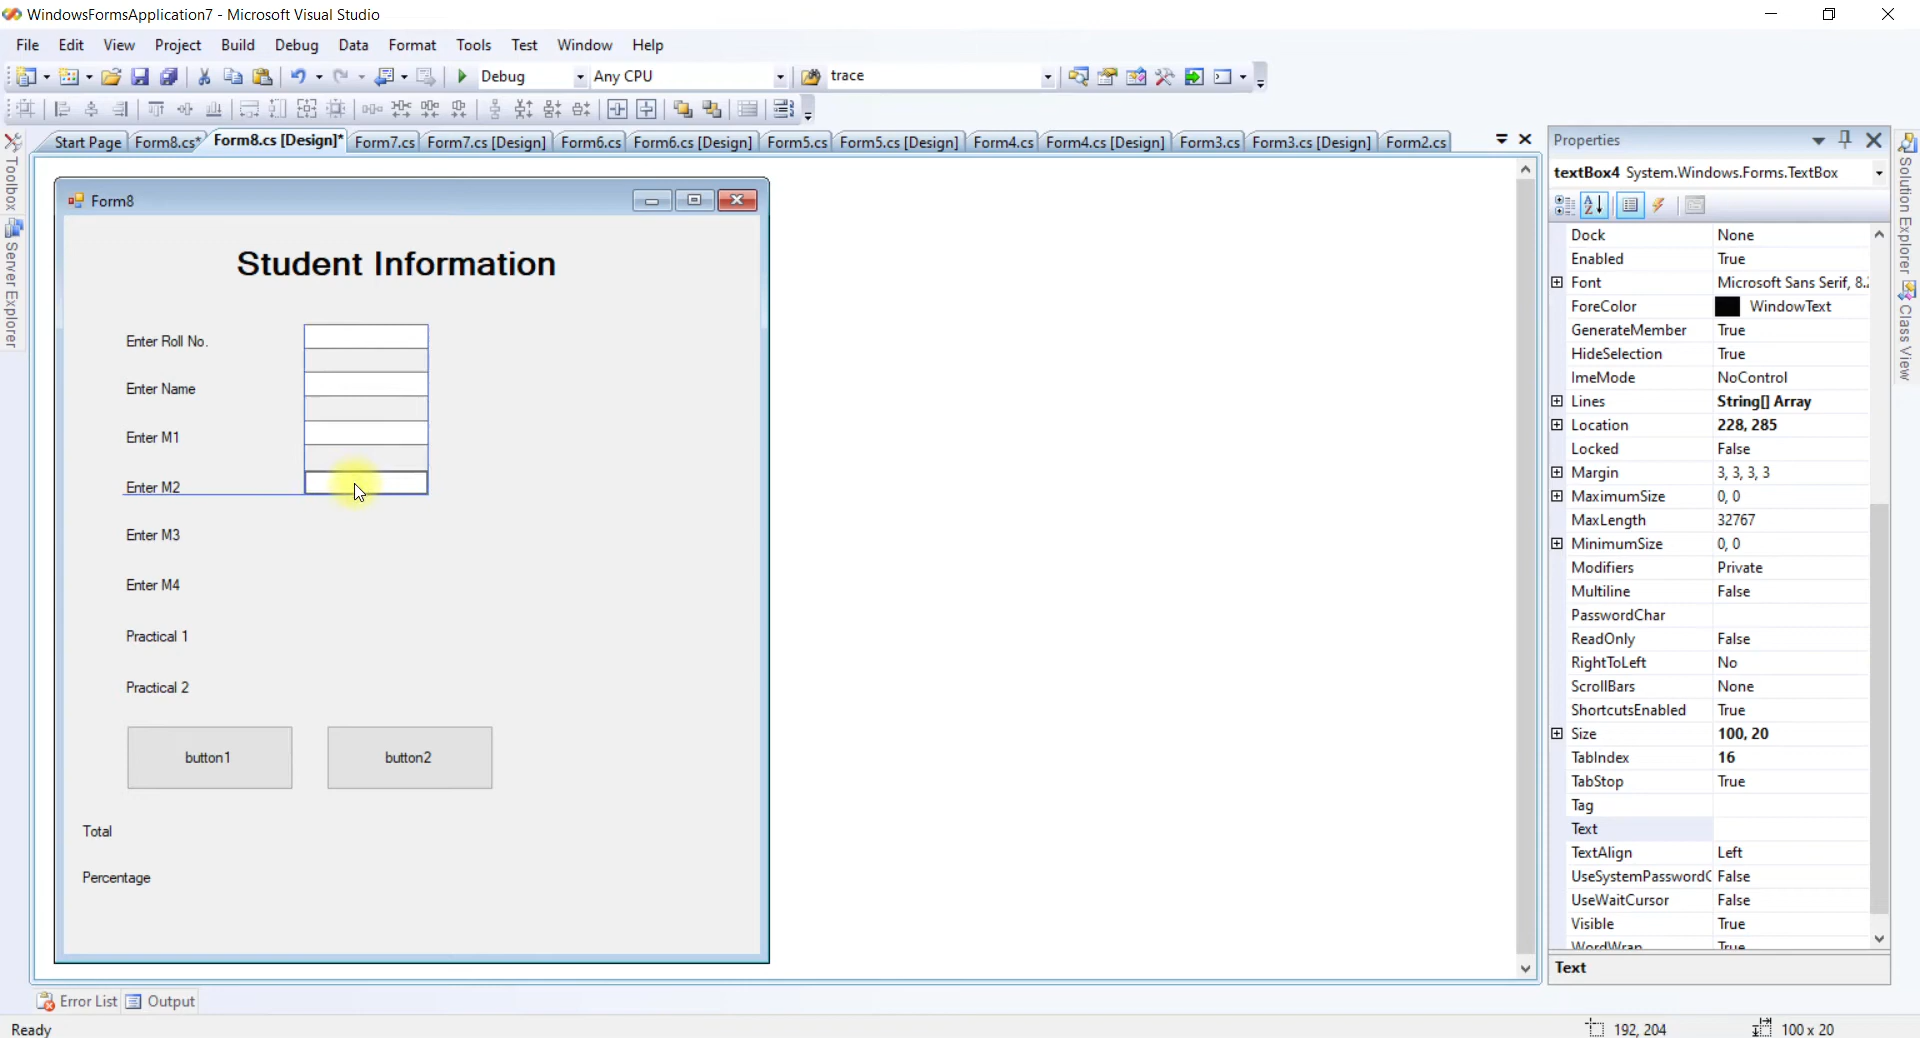 WindowsFormsApplication7 - Microsoft Visual Studio
File Edit View Project Build Debug Data Format Tools Test Window Help
Debug Any CPU trace
Start Page Form8.cs* Form8.cs [Design]* Form7.cs Form7.cs [Design] Form6.cs Form6.cs [Design] Form5.cs Form5.cs [Design] Form4.cs Form4.cs [Design] Form3.cs Form3.cs [Design] Form2.cs
Toolbox
Server Explorer
Form8
Student Information
Enter Roll No.
Enter Name
Enter M1
Enter M2
Enter M3
Enter M4
Practical 1
Practical 2
button1 button2
Total
Percentage
Properties
textBox4 System.Windows.Forms.TextBox
Dock None
Enabled True
Font Microsoft Sans Serif, 8.
ForeColor WindowText
GenerateMember True
HideSelection True
ImeMode NoControl
Lines String[] Array
Location 228, 285
Locked False
Margin 3, 3, 3, 3
MaximumSize 0, 0
MaxLength 32767
MinimumSize 0, 0
Modifiers Private
Multiline False
PasswordChar
ReadOnly False
RightToLeft No
ScrollBars None
ShortcutsEnabled True
Size 100, 20
TabIndex 16
TabStop True
Tag
Text
TextAlign Left
UseSystemPassword False
UseWaitCursor False
Visible True
WordWrap True
Text
Solution Explorer
Class View
Error List Output
Ready 192, 204 100 x 20